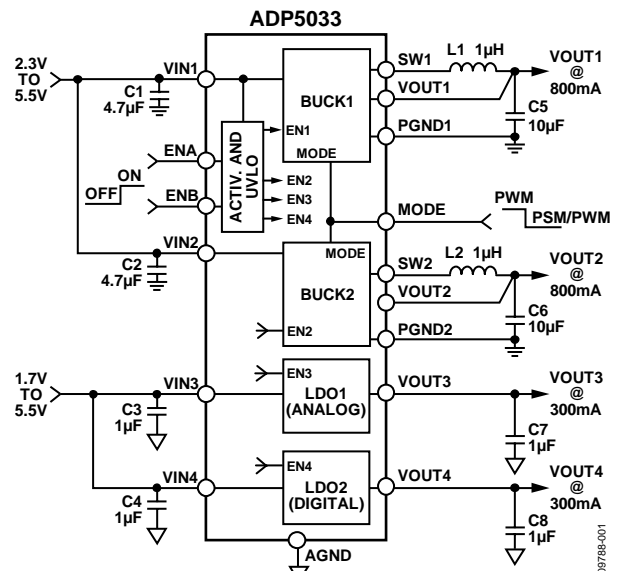 ADP5033
2.3V
TO
5.5V
VIN1
C1
4.7µF
BUCK1
MODE
SW1
L1 1µH
VOUT1
@
800mA
VOUT1
C5
10µF
PGND1
EN1
ENA
ON
OFF
ENB
ACTIV. AND
UVLO
EN2
EN3
EN4
MODE
PWM
PSM/PWM
VIN2
C2
4.7µF
MODE
BUCK2
EN2
SW2
L2 1µH
VOUT2
@
800mA
VOUT2
C6
10µF
PGND2
1.7V
TO
5.5V
VIN3
C3
1µF
EN3
LDO1
(ANALOG)
VOUT3
VOUT3
@
300mA
C7
1µF
VIN4
C4
1µF
EN4
LDO2
(DIGITAL)
VOUT4
VOUT4
@
300mA
C8
1µF
AGND
09788-001